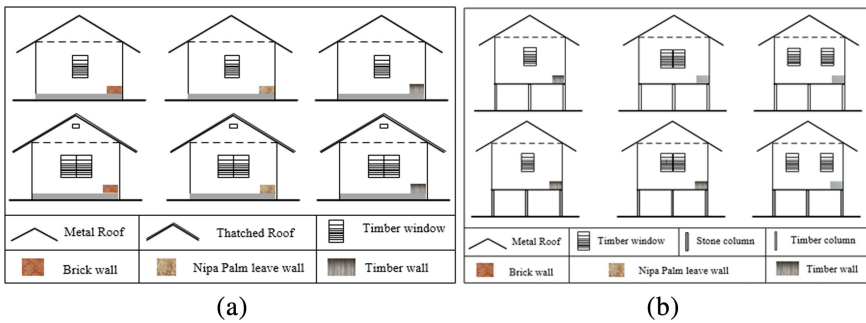 Metal Roof
Thatched Roof
Timber window
Brick wall
Nipa Palm leave wall
Timber wall
(a)
Metal Roof
Timber window
Stone column
Timber column
Brick wall
Nipa Palm leave wall
Timber wall
(b)